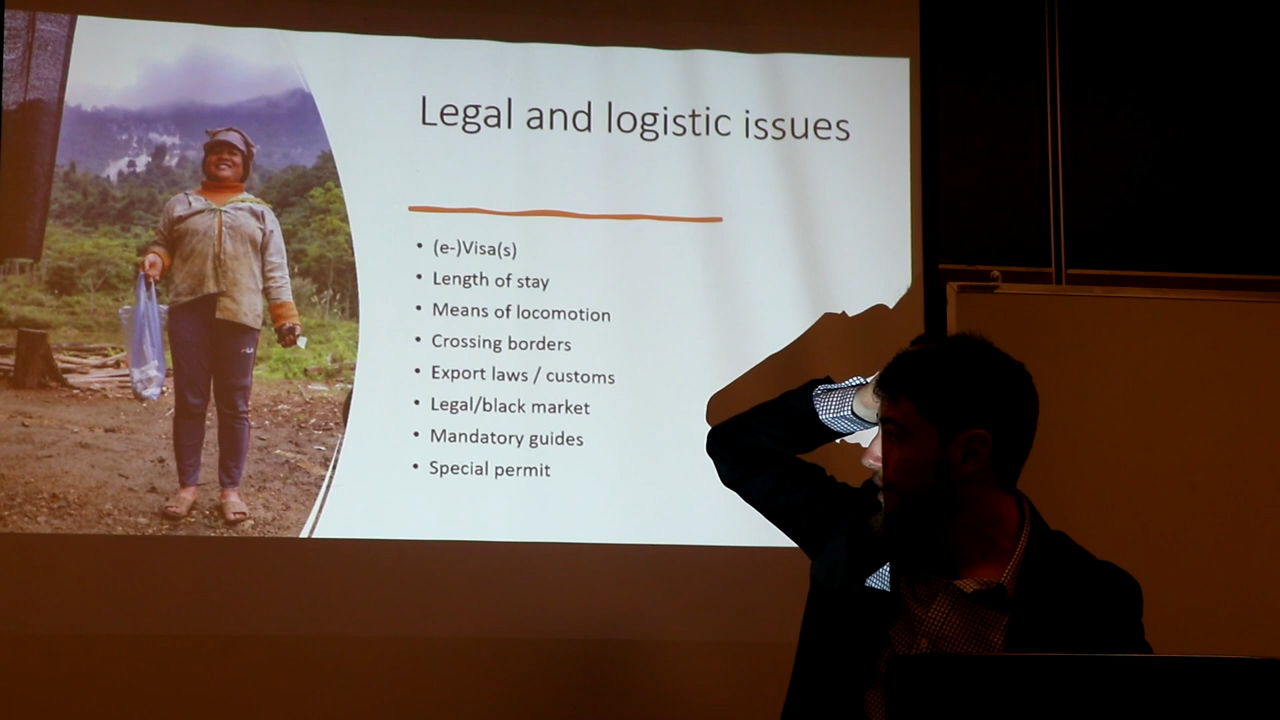 Legal and logistic issues
• (e-)Visa(s)
• Length of stay
• Means of locomotion
• Crossing borders
• Export laws / customs
• Legal/black market
• Mandatory guides
• Special permit